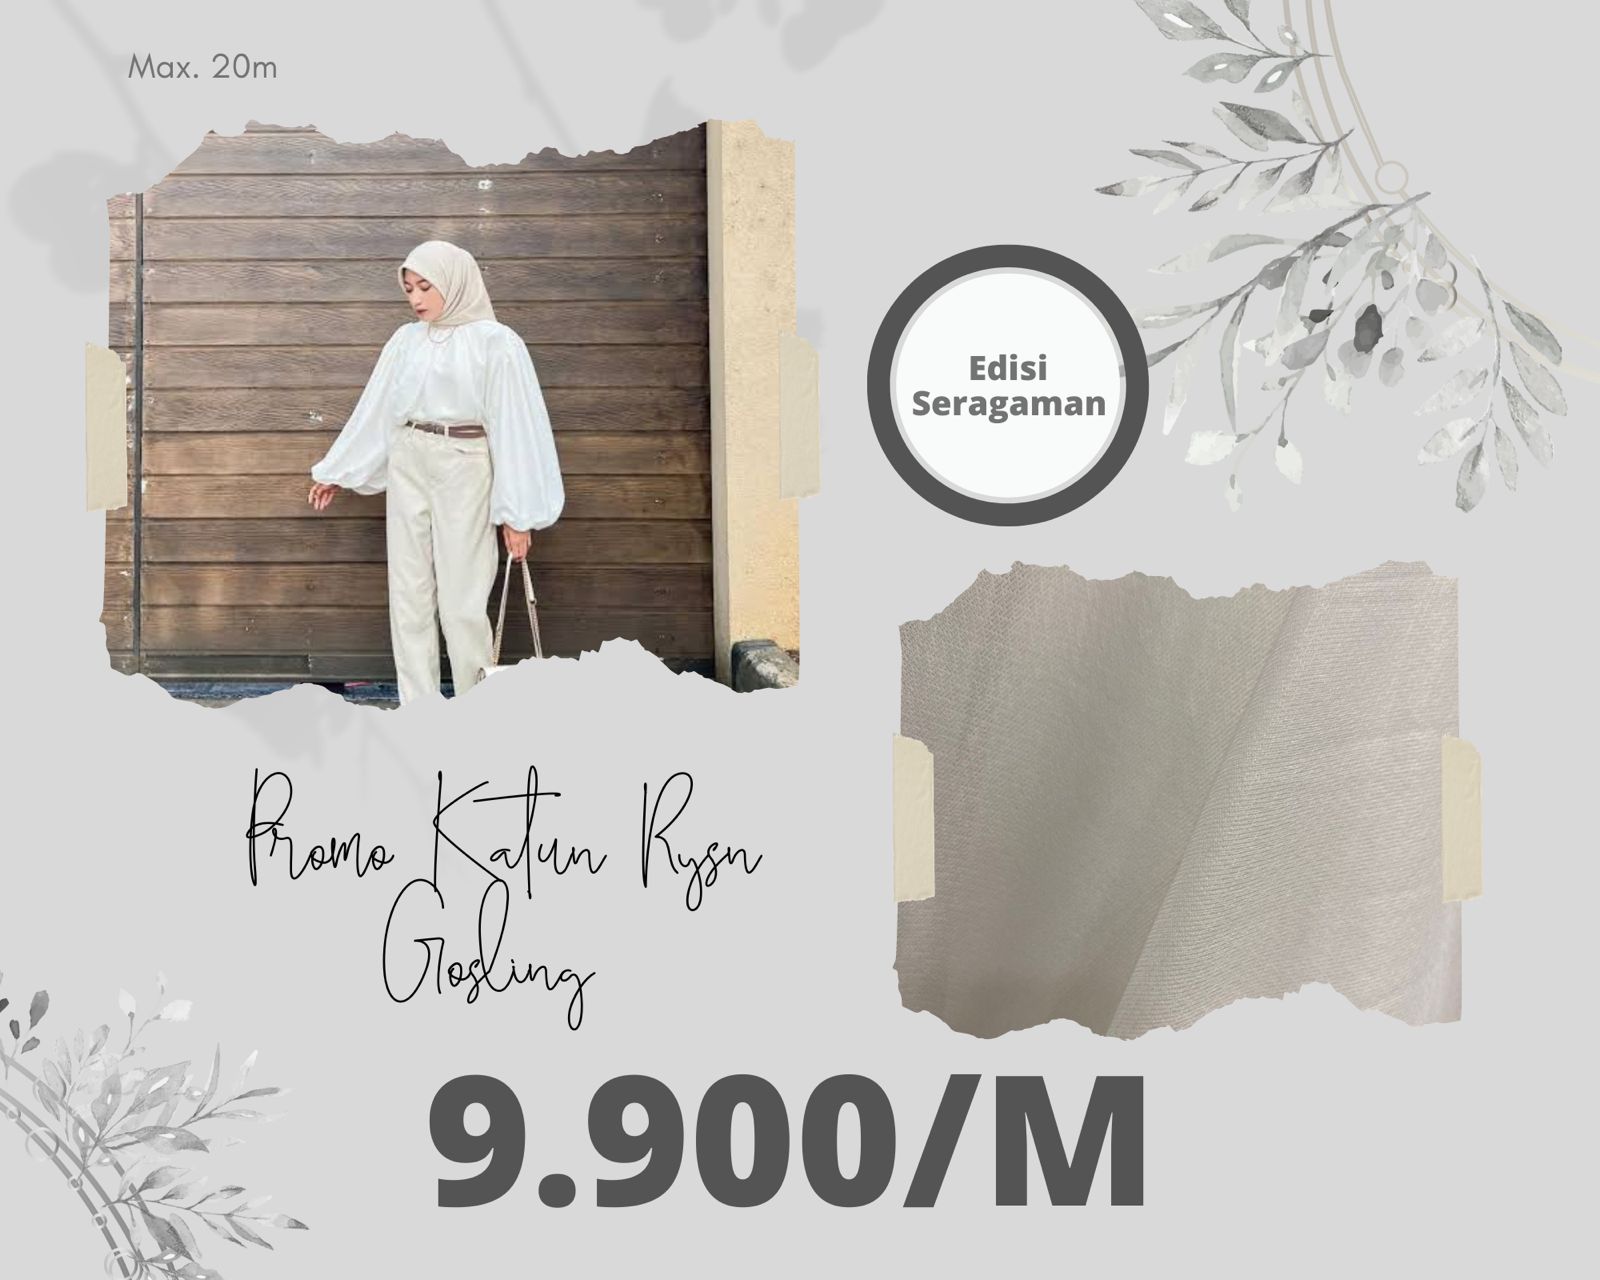 Max. 20m
Edisi
Seragaman
Promo Katun Rysn
Gosling
9.900/M